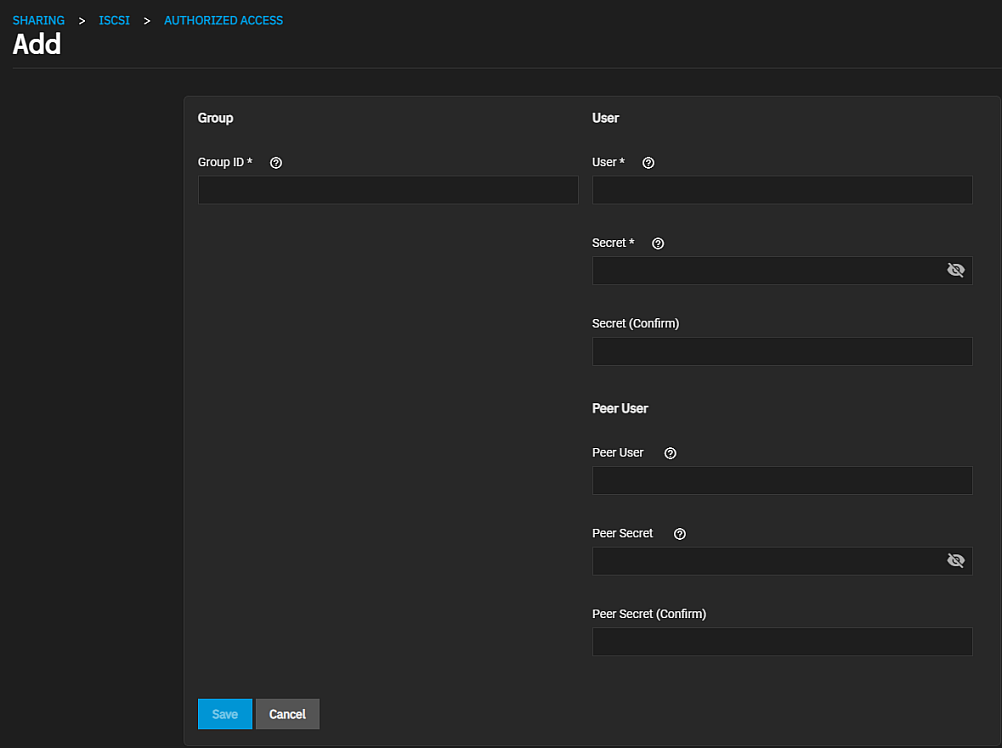 SHARING > ISCSI > AUTHORIZED ACCESS
Add
Group
Group ID *
User
User *
Secret *
Secret (Confirm)
Peer User
Peer User
Peer Secret
Peer Secret (Confirm)
Save
Cancel